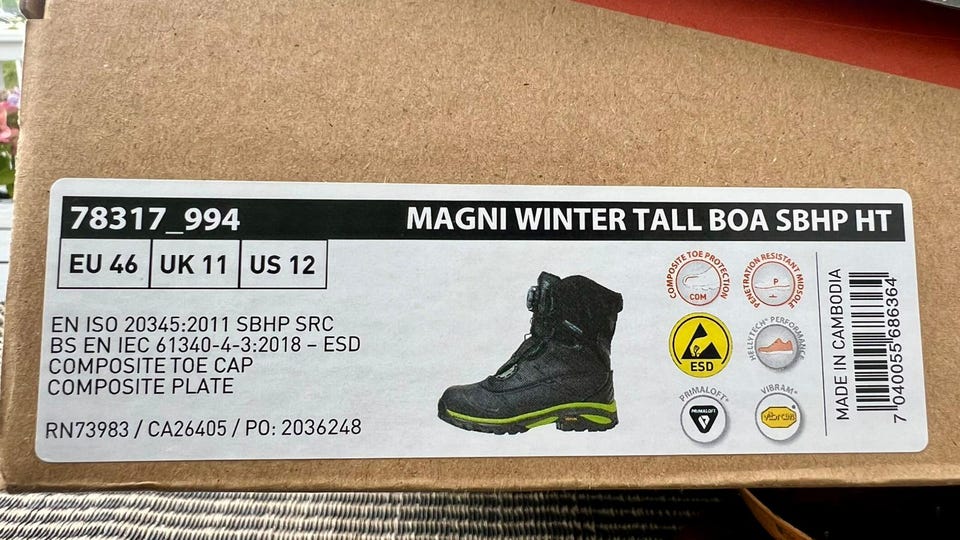 78317_994
MAGNI WINTER TALL BOA SBHP HT
EU 46
UK 11
US 12
EN ISO 20345:2011 SBHP SRC
BS EN IEC 61340-4-3:2018 – ESD
COMPOSITE TOE CAP
COMPOSITE PLATE
RN73983 / CA26405 / PO: 2036248
COMPOSITE TOE PROTECTION
COM
PENETRATION RESISTANT MIDSOLE
P
ESD
HELLYTECH® PERFORMANCE
PRIMALOFT®
PRIMALOFT
VIBRAM®
vibram
MADE IN CAMBODIA
7 040055 686364